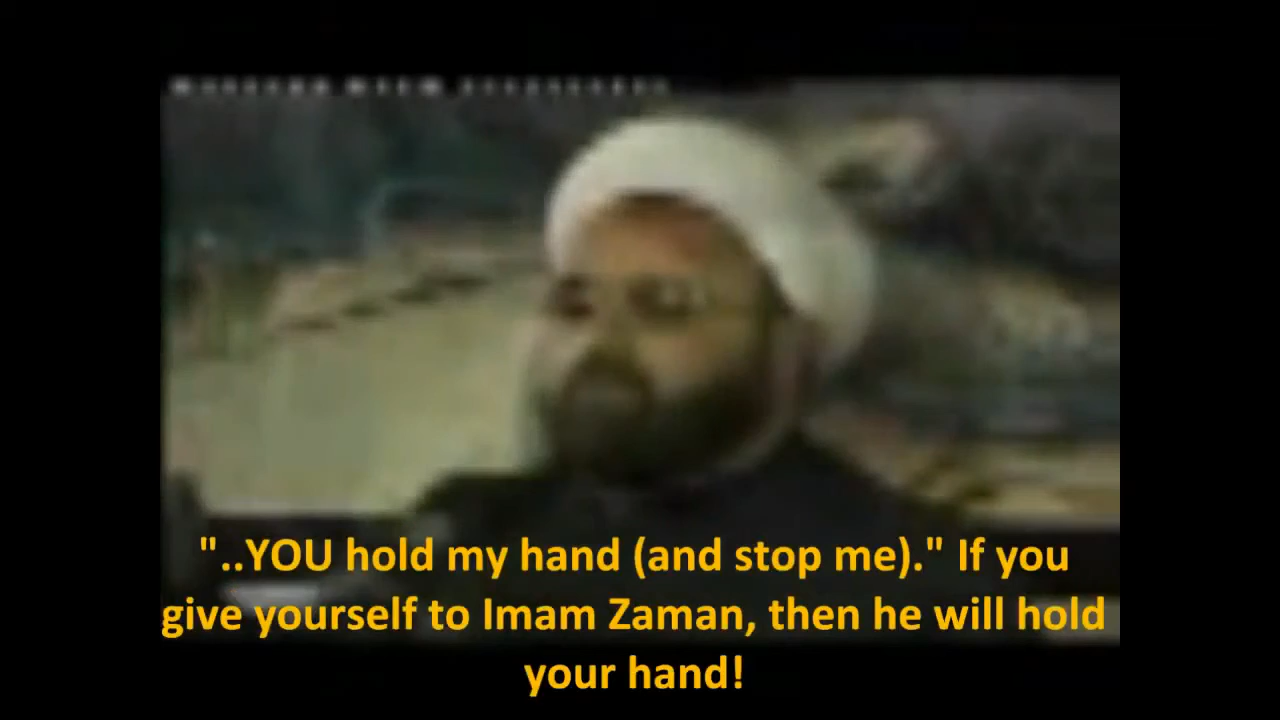 "..YOU hold my hand (and stop me)." If you
give yourself to Imam Zaman, then he will hold
your hand!